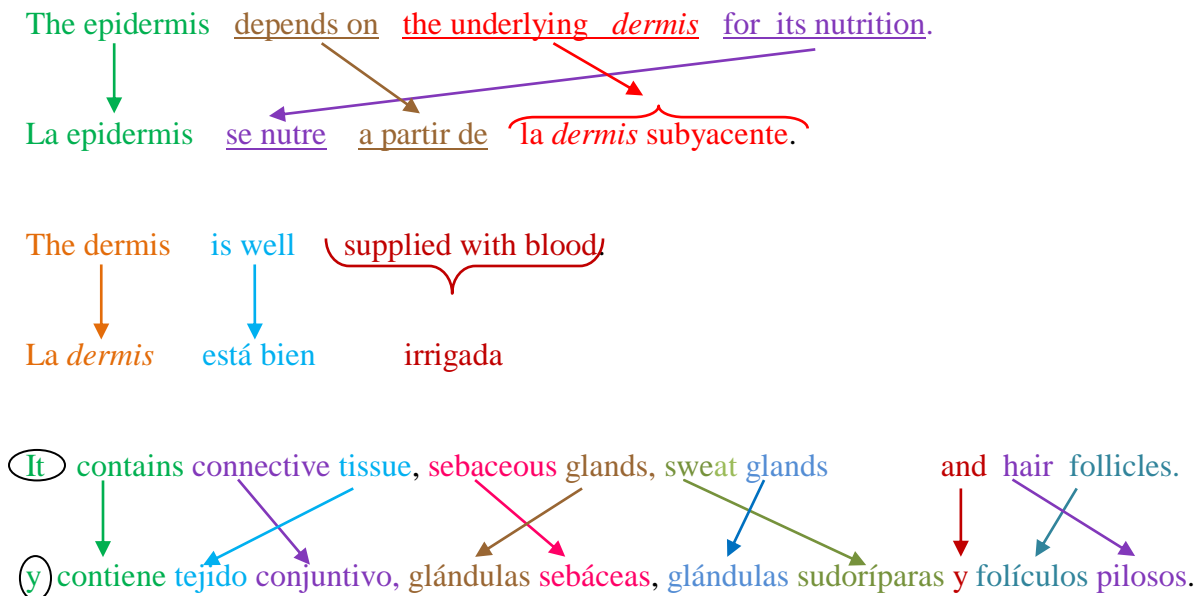 The epidermis depends on the underlying dermis for its nutrition.
La epidermis se nutre a partir de la dermis subyacente.
The dermis is well supplied with blood.
La dermis está bien irrigada
It contains connective tissue, sebaceous glands, sweat glands and hair follicles.
y contiene tejido conjuntivo, glándulas sebáceas, glándulas sudoríparas y folículos pilosos.